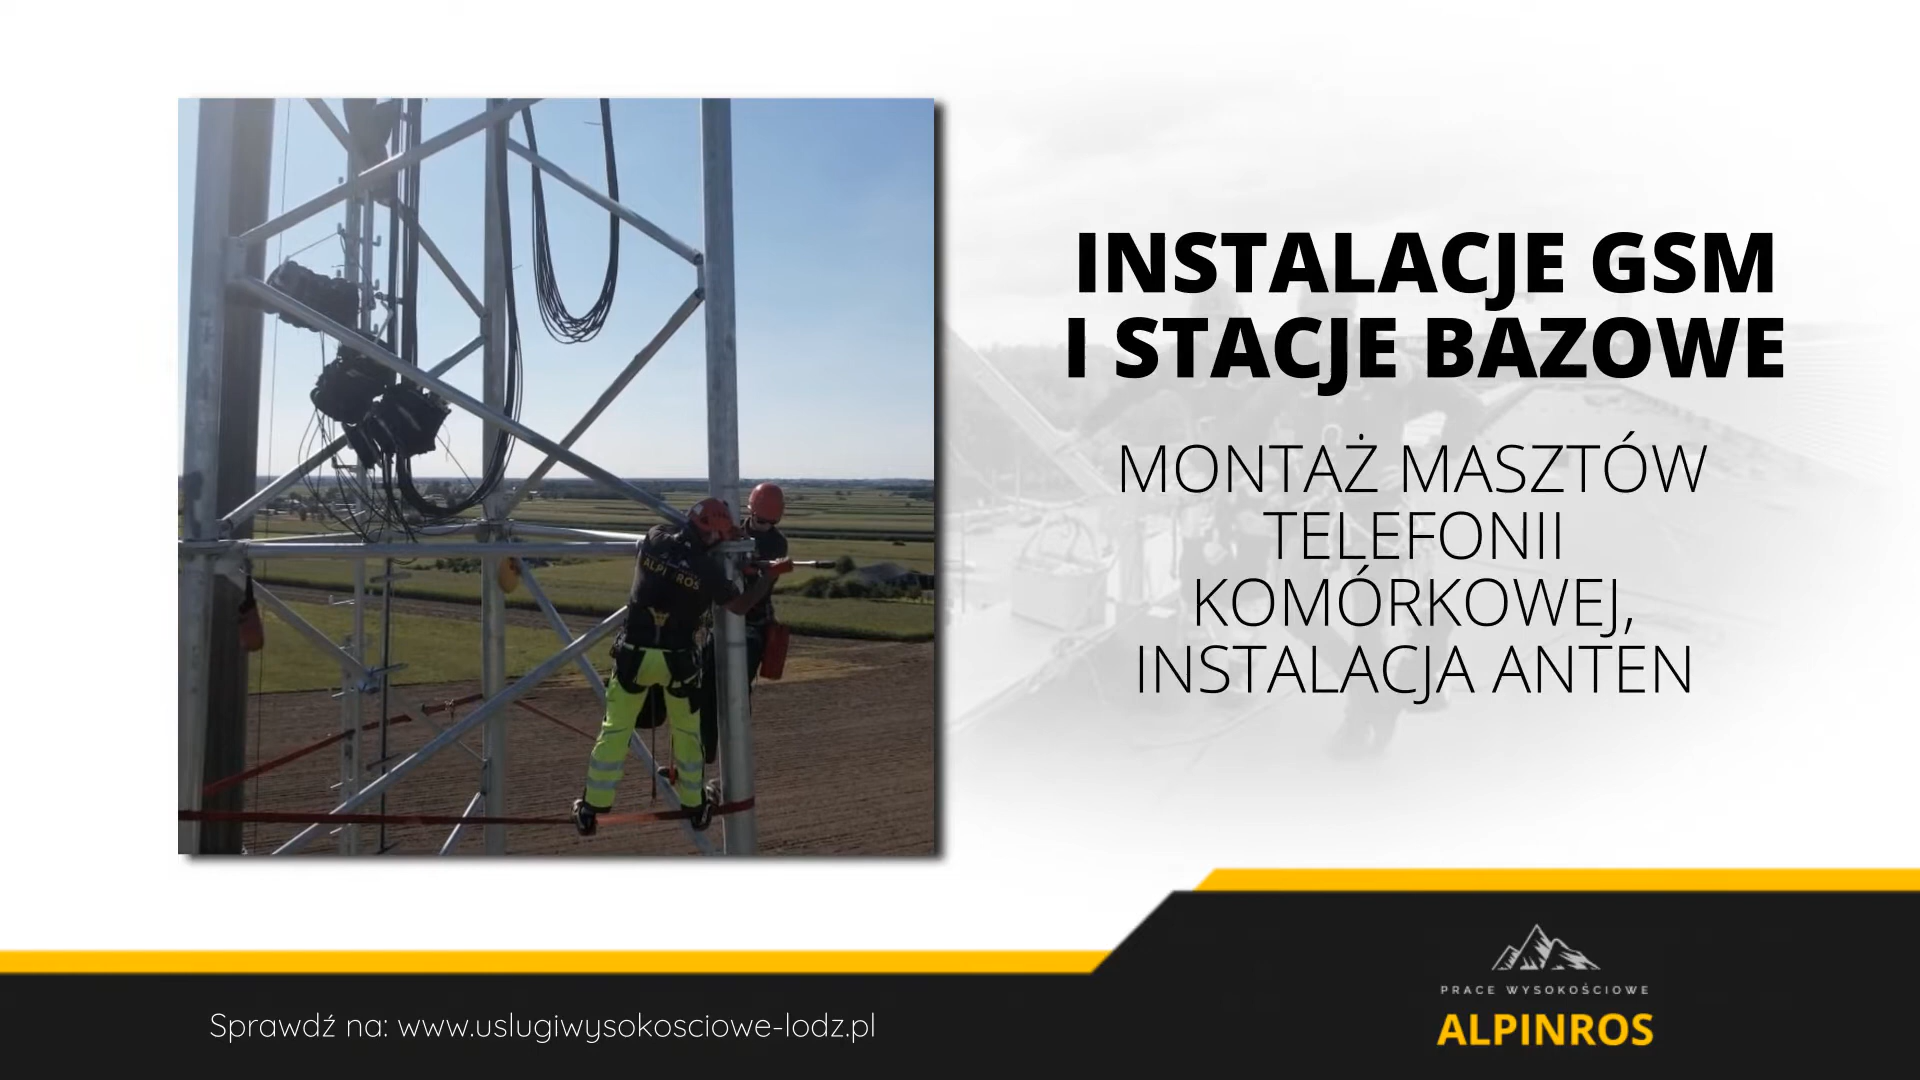 INSTALACJE GSM
I STACJE BAZOWE
MONTAŻ MASZTÓW
TELEFONII
KOMÓRKOWEJ,
INSTALACJA ANTEN
ALPINROS
Sprawdź na: www.uslugiwysokosciowe-lodz.pl
PRACE WYSOKOŚCIOWE
ALPINROS